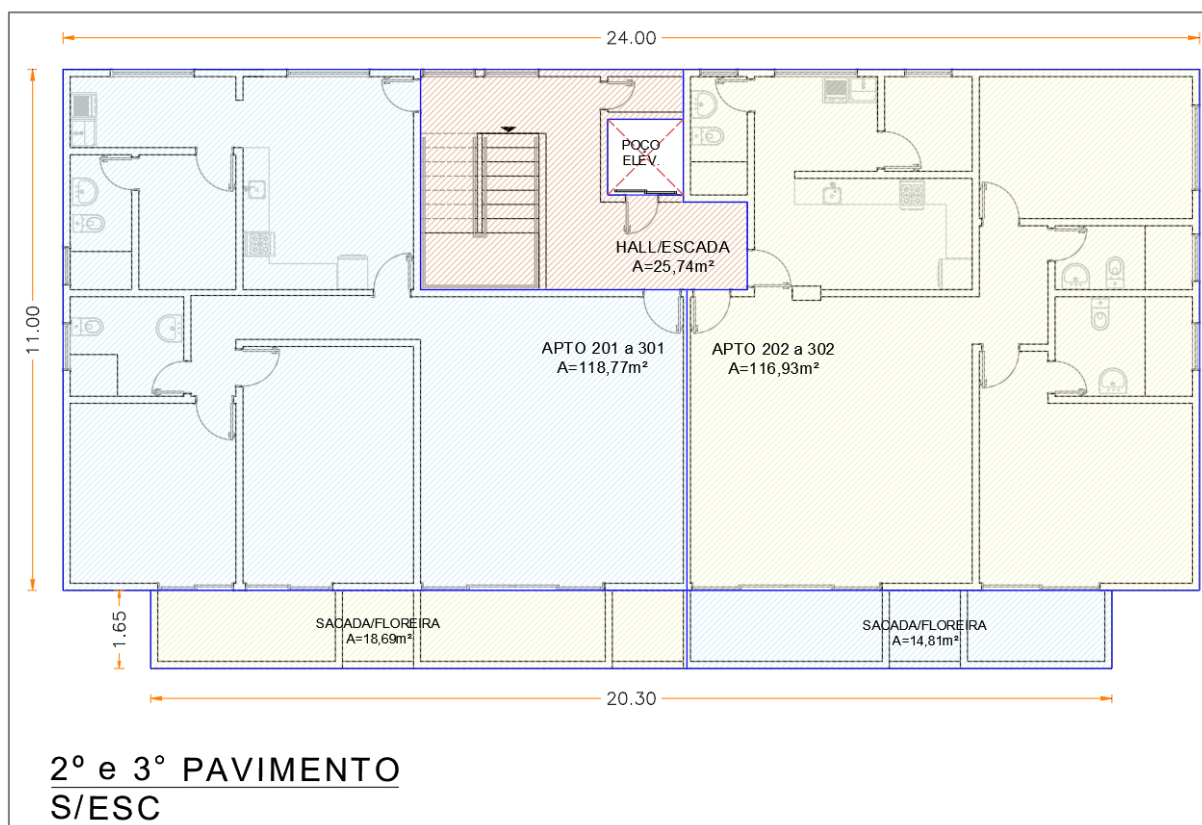 24.00
11.00
POÇO
ELEV.
HALL/ESCADA
A=25,74m²
APTO 201 a 301
A=118,77m²
APTO 202 a 302
A=116,93m²
1.65
SACADA/FLOREIRA
A=18,69m²
SACADA/FLOREIRA
A=14,81m²
20.30
2º e 3° PAVIMENTO
S/ESC